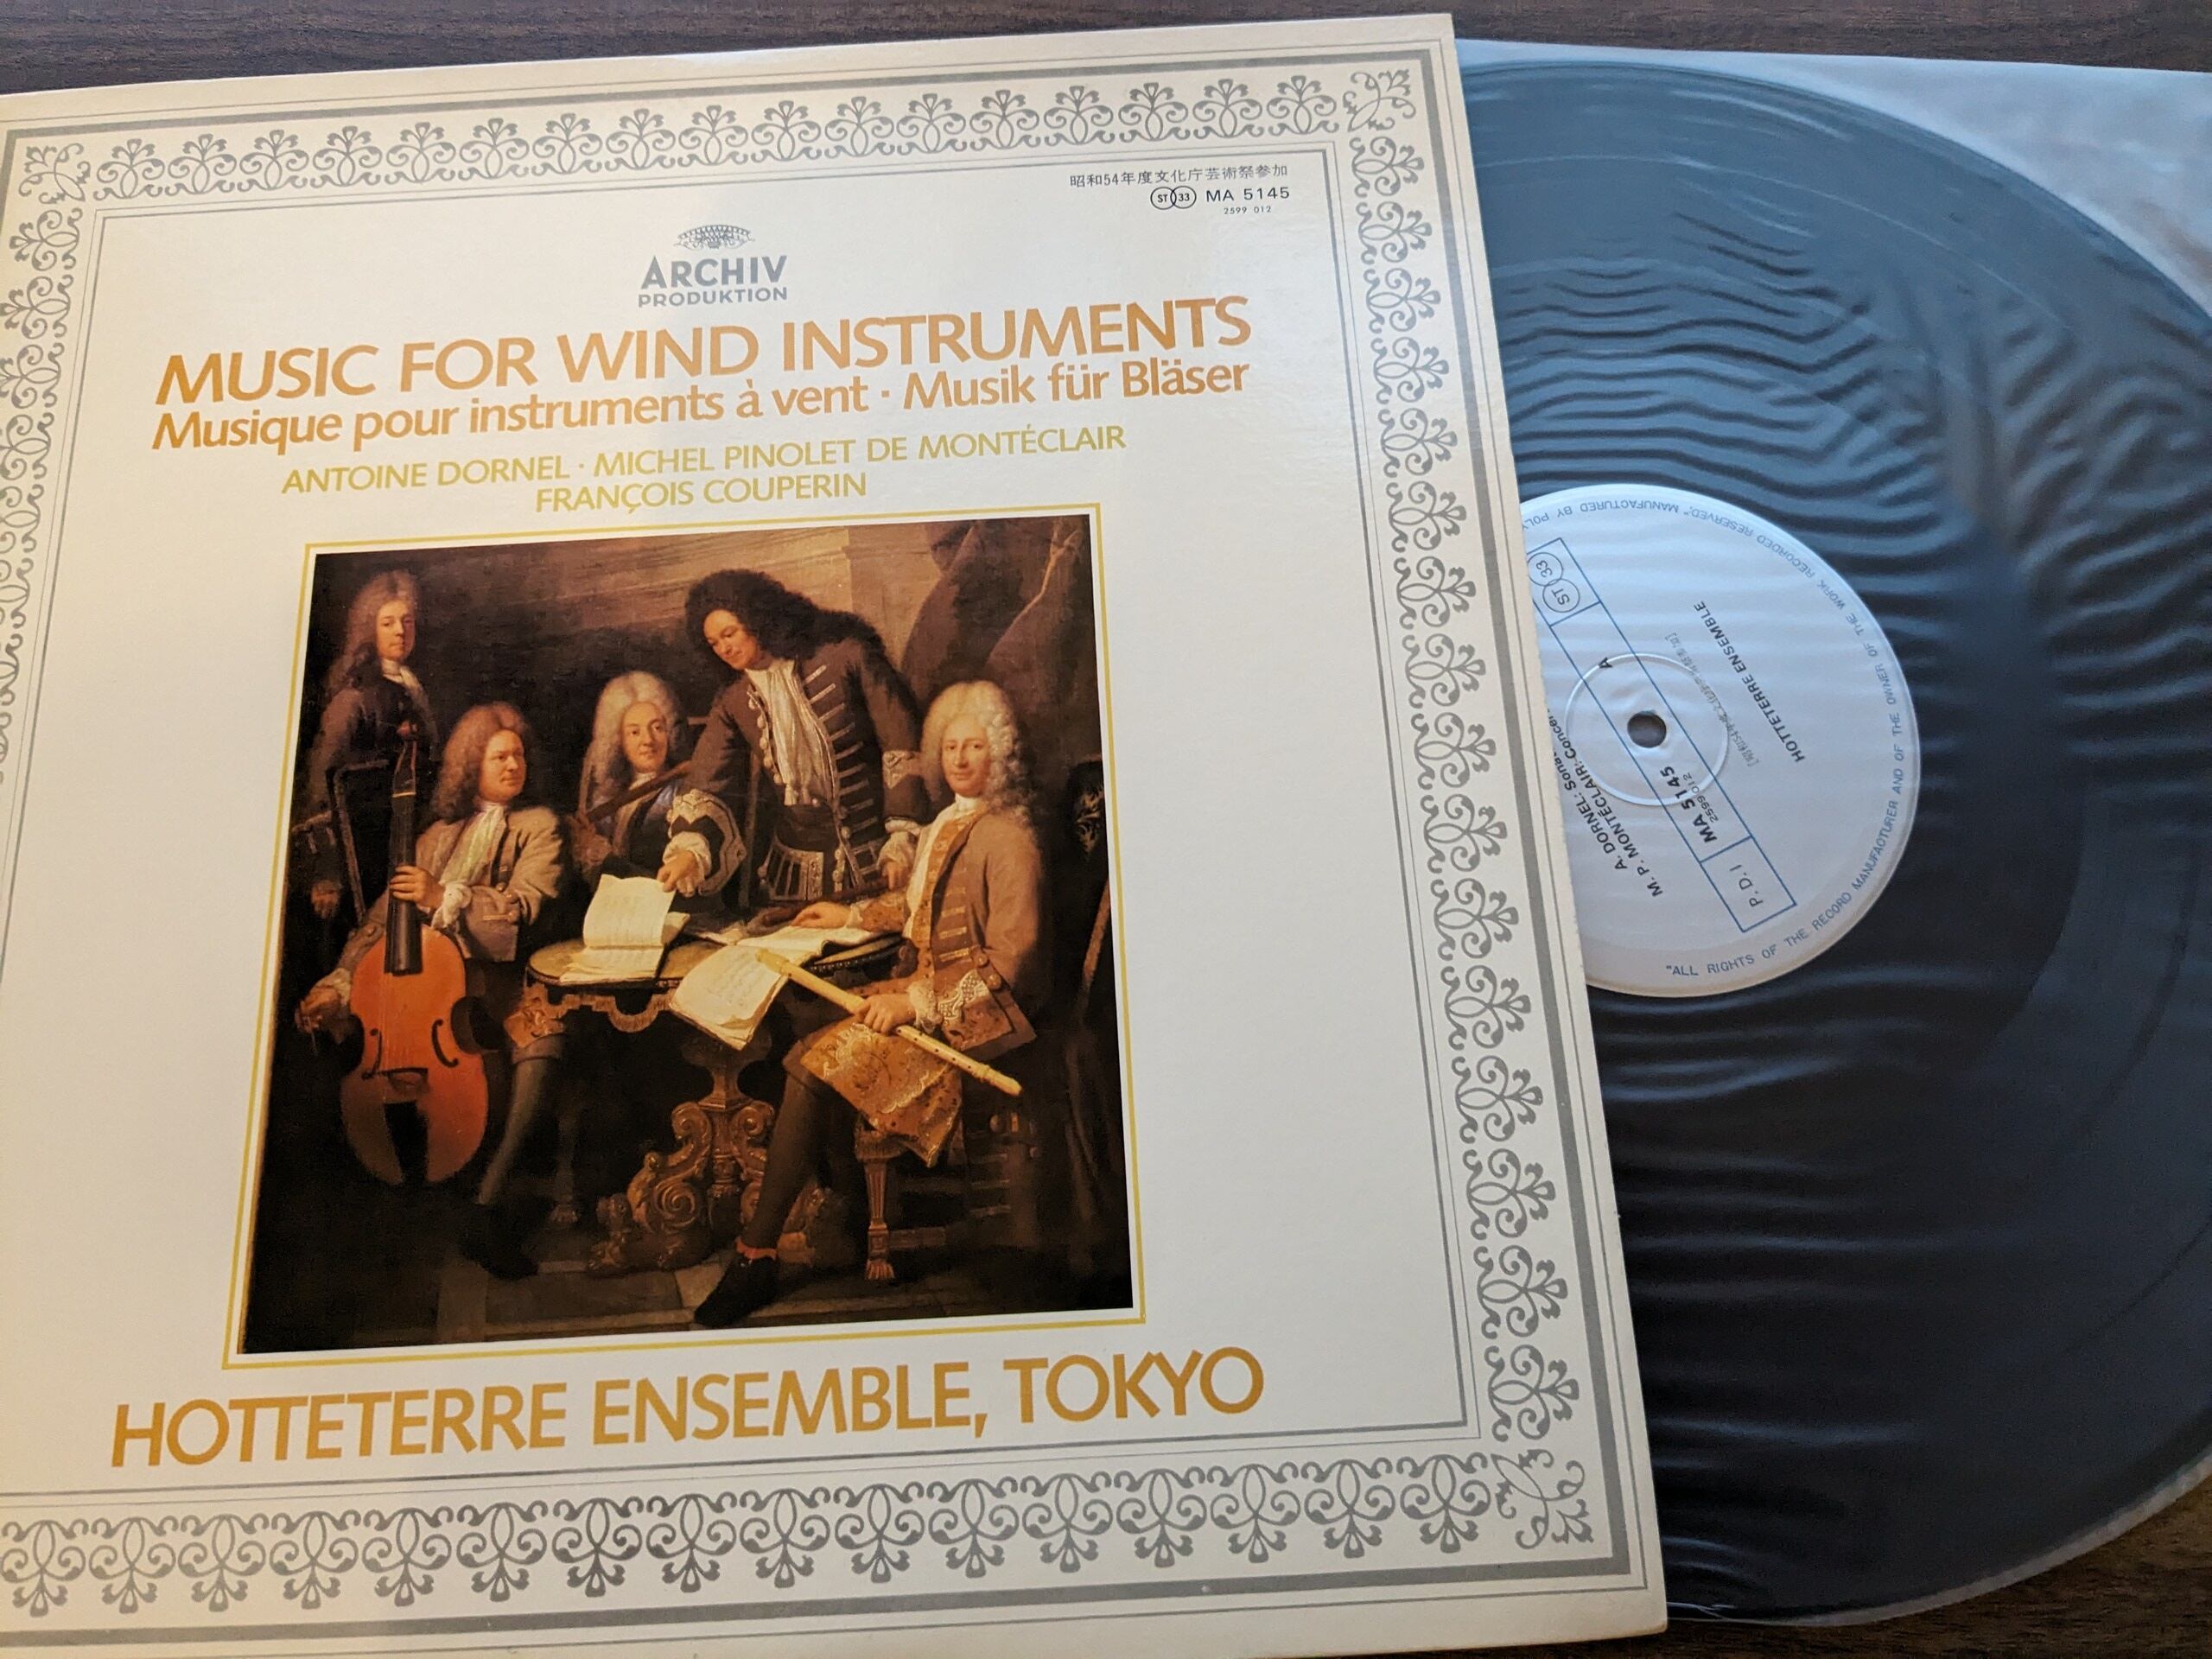 昭和54年度文化庁芸術祭参加
ST 33 MA 5145
2599 012
ARCHIV
PRODUKTION
MUSIC FOR WIND INSTRUMENTS
Musique pour instruments à vent · Musik für Bläser
ANTOINE DORNEL · MICHEL PINOLET DE MONTÉCLAIR
FRANÇOIS COUPERIN
HOTTETERRE ENSEMBLE, TOKYO
"ALL RIGHTS OF THE RECORD MANUFACTURER AND OF THE OWNER OF THE WORK RECORDED RESERVED." MANUFACTURED BY
ST 33
MA 5145
2599 012
P.D.I
A
A. DORNEL:
M. P. MONTÉCLAIR:
HOTTETERRE ENSEMBLE